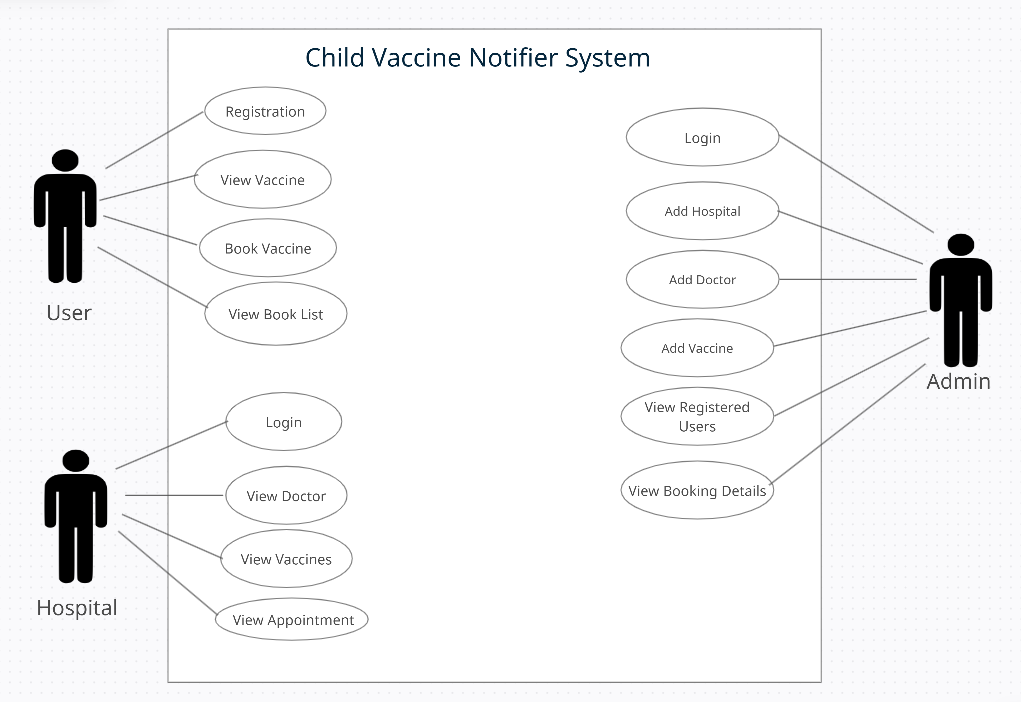 Child Vaccine Notifier System
Registration
View Vaccine
Book Vaccine
View Book List
User
Login
View Doctor
View Vaccines
View Appointment
Hospital
Login
Add Hospital
Add Doctor
Add Vaccine
View Registered
Users
View Booking Details
Admin